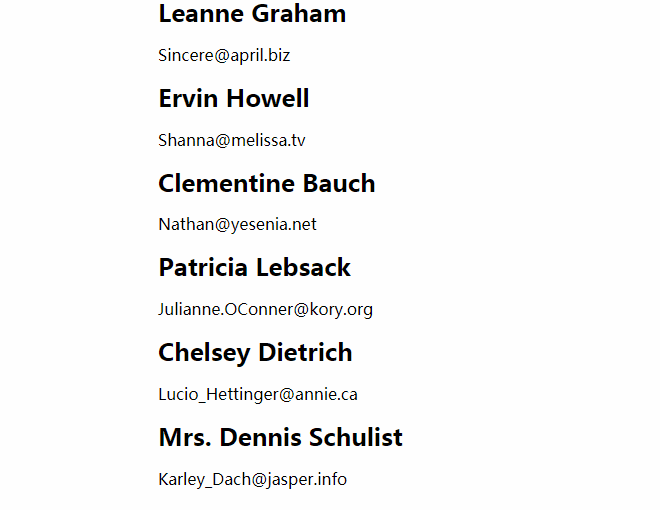 Leanne Graham
Sincere@april.biz
Ervin Howell
Shanna@melissa.tv
Clementine Bauch
Nathan@yesenia.net
Patricia Lebsack
Julianne.OConner@kory.org
Chelsey Dietrich
Lucio_Hettinger@annie.ca
Mrs. Dennis Schulist
Karley_Dach@jasper.info